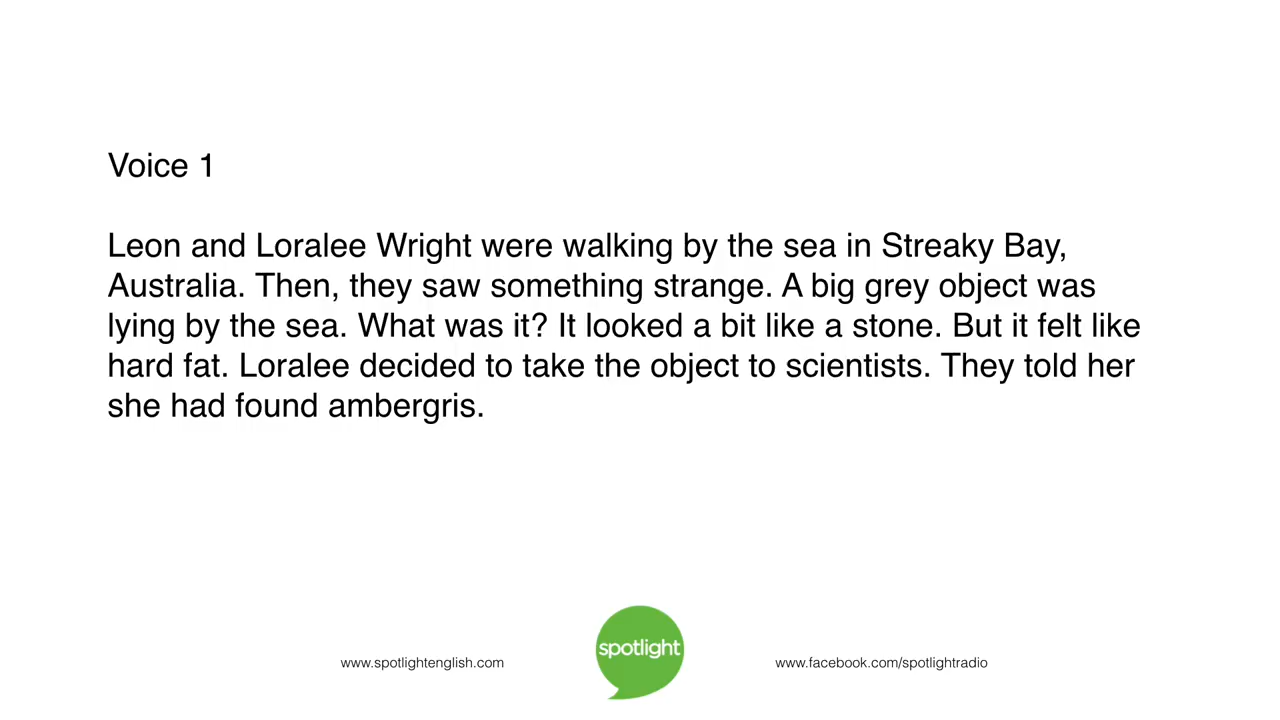 Voice 1
Leon and Loralee Wright were walking by the sea in Streaky Bay,
Australia. Then, they saw something strange. A big grey object was
lying by the sea. What was it? It looked a bit like a stone. But it felt like
hard fat. Loralee decided to take the object to scientists. They told her
she had found ambergris.
spotlight
www.spotlightenglish.com
www.facebook.com/spotlightradio